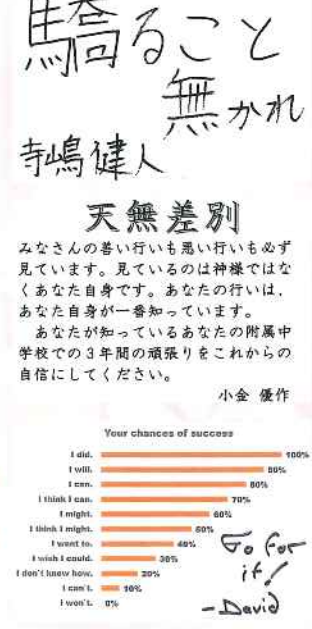 驕ること
無かれ
寺嶋健人
天無差別
みなさんの善い行いも悪い行いも必ず
見ています。見ているのは神様ではな
くあなた自身です。あなたの行いは,
あなた自身が一番知っています。
あなたが知っているあなたの附属中
学校での3年間の頑張りをこれからの
自信にしてください。
小金 優作
Your chances of success
I did. 100%
I will. 90%
I can. 80%
I think I can. 70%
I might. 60%
I think I might. 50%
I want to. 40%
I wish I could. 30%
I don't know how. 20%
I can't. 10%
I won't. 0%
Go for
it!
- David